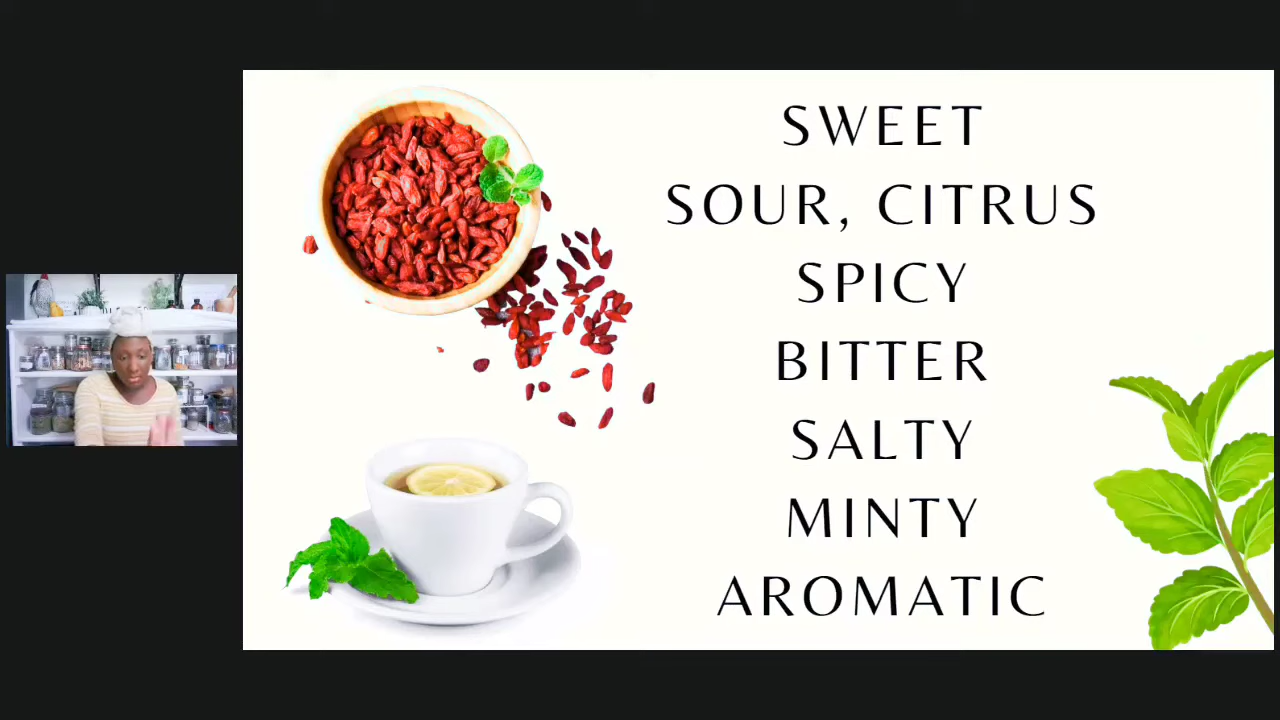 SWEET
SOUR, CITRUS
SPICY
BITTER
SALTY
MINTY
AROMATIC